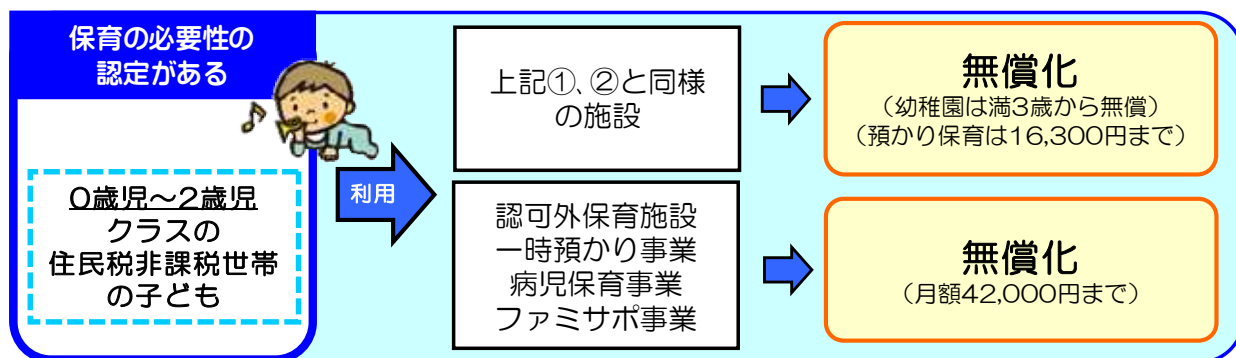 保育の必要性の
認定がある
0歳児～2歳児
クラスの
住民税非課税世帯
の子ども
利用
上記①、②と同様
の施設
無償化
（幼稚園は満3歳から無償）
（預かり保育は16,300円まで）
認可外保育施設
一時預かり事業
病児保育事業
ファミサポ事業
無償化
（月額42,000円まで）